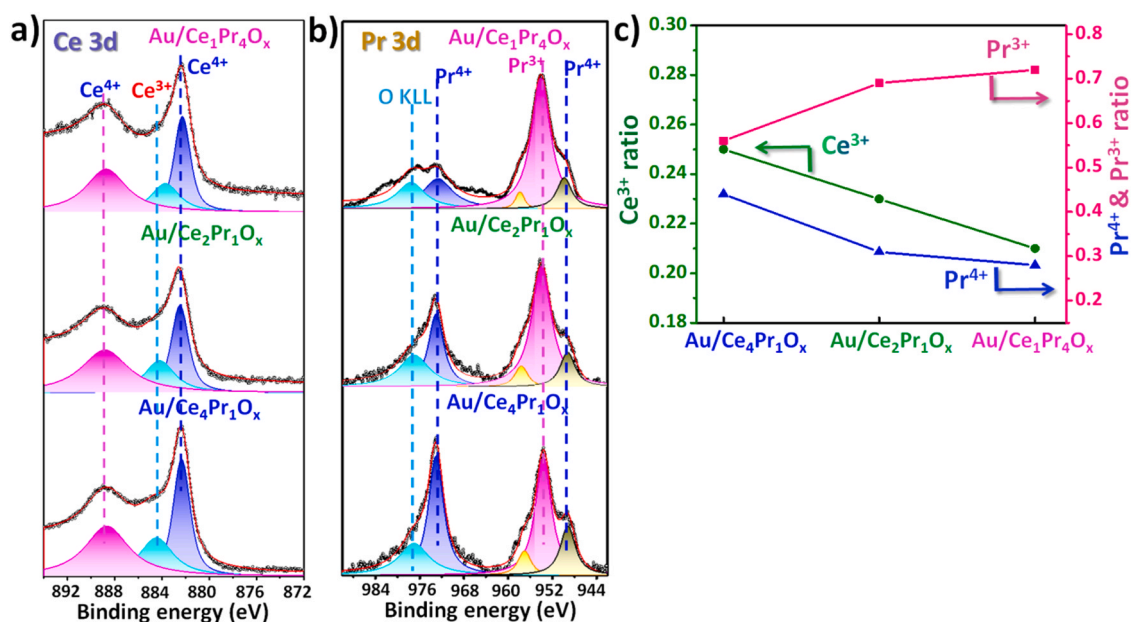 a)
Ce 3d
Au/Ce₁Pr₄Oₓ
Ce⁴⁺
Ce⁴⁺
Ce³⁺
Au/Ce₂Pr₁Oₓ
Au/Ce₄Pr₁Oₓ
892 888 884 880 876 872
Binding energy (eV)
b)
Pr 3d
Au/Ce₁Pr₄Oₓ
Pr³⁺
Pr⁴⁺
Pr⁴⁺
O KLL
Au/Ce₂Pr₁Oₓ
Au/Ce₄Pr₁Oₓ
984 976 968 960 952 944
Binding energy (eV)
c)
Ce³⁺ ratio
0.30
0.28
0.26
0.24
0.22
0.20
0.18
Pr³⁺
Ce³⁺
Pr⁴⁺
0.8
0.7
0.6
0.5
0.4
0.3
0.2
Pr⁴⁺ & Pr³⁺ ratio
Au/Ce₄Pr₁Oₓ Au/Ce₂Pr₁Oₓ Au/Ce₁Pr₄Oₓ